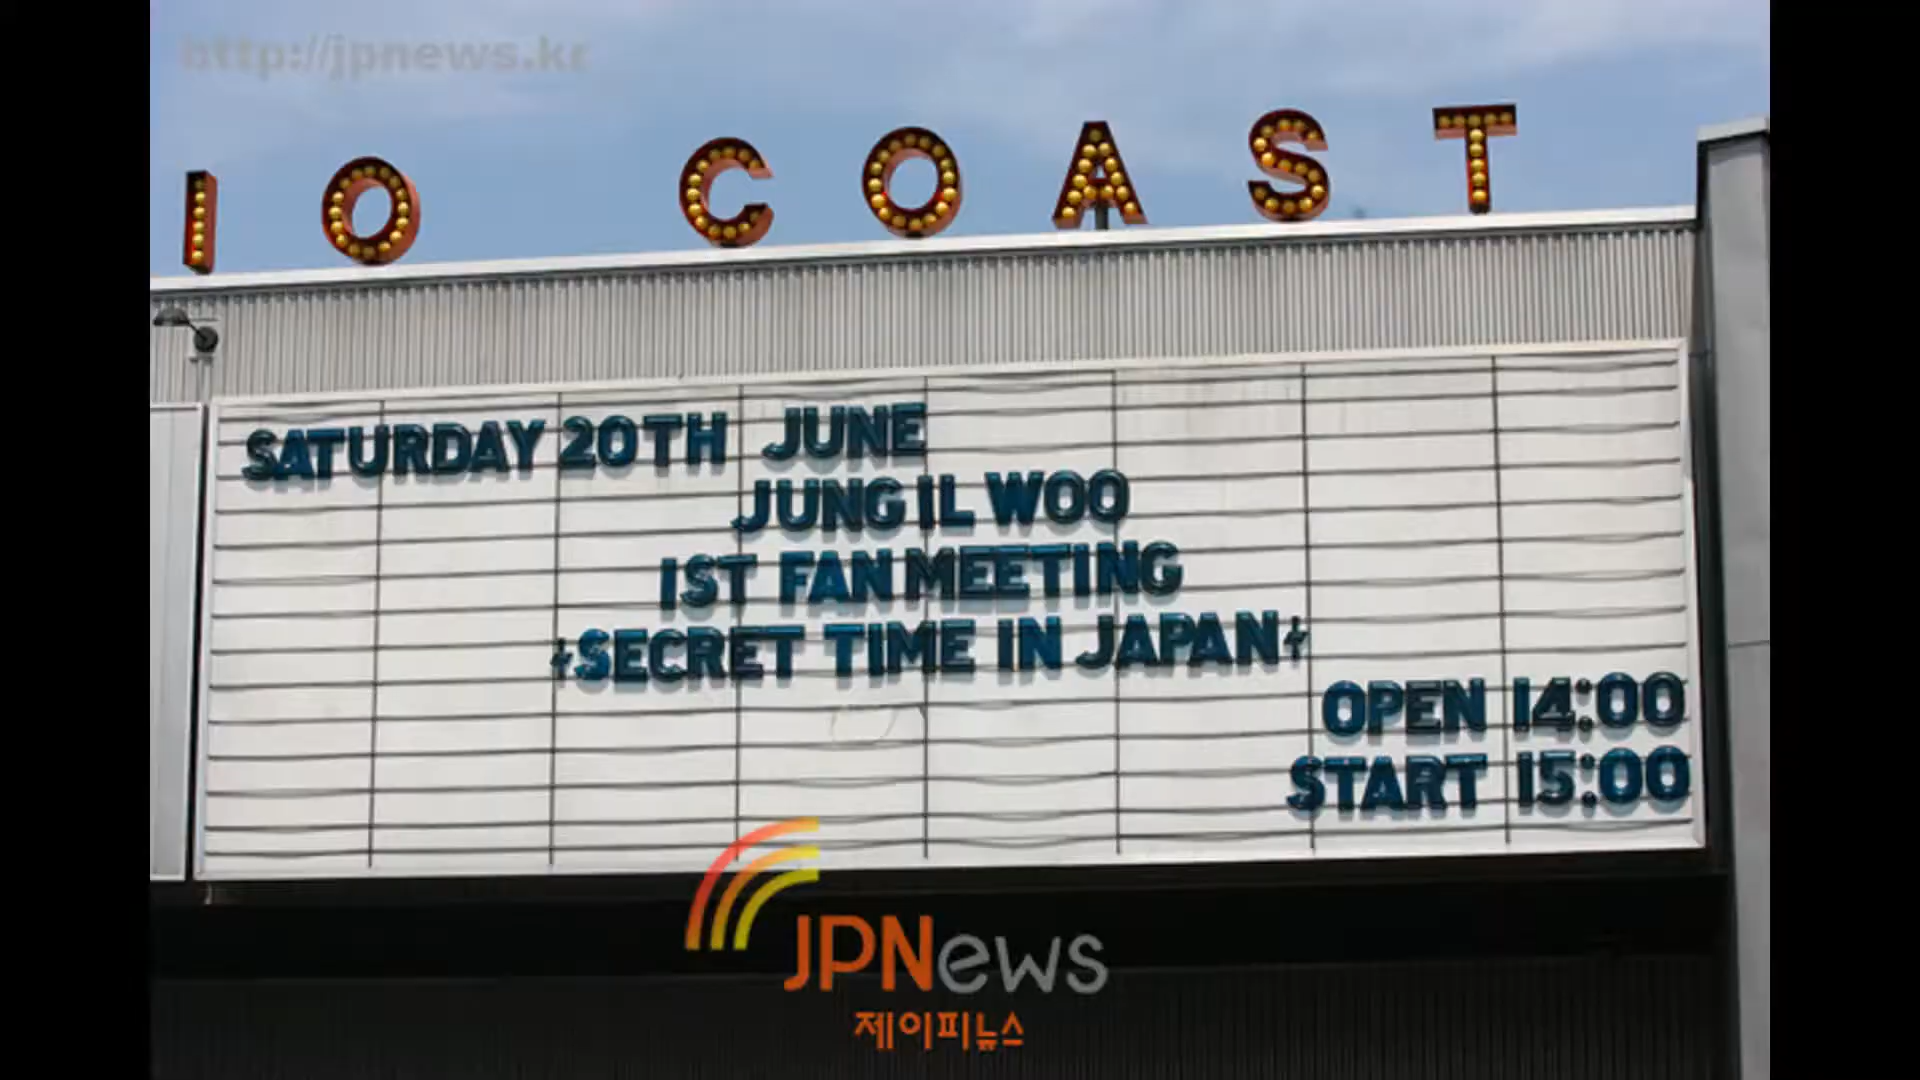 http://jpnews.kr
IO COAST
SATURDAY 20TH JUNE
JUNG IL WOO
1ST FAN MEETING
SECRET TIME IN JAPAN
OPEN 14:00
START 15:00
JPNews
제이피뉴스